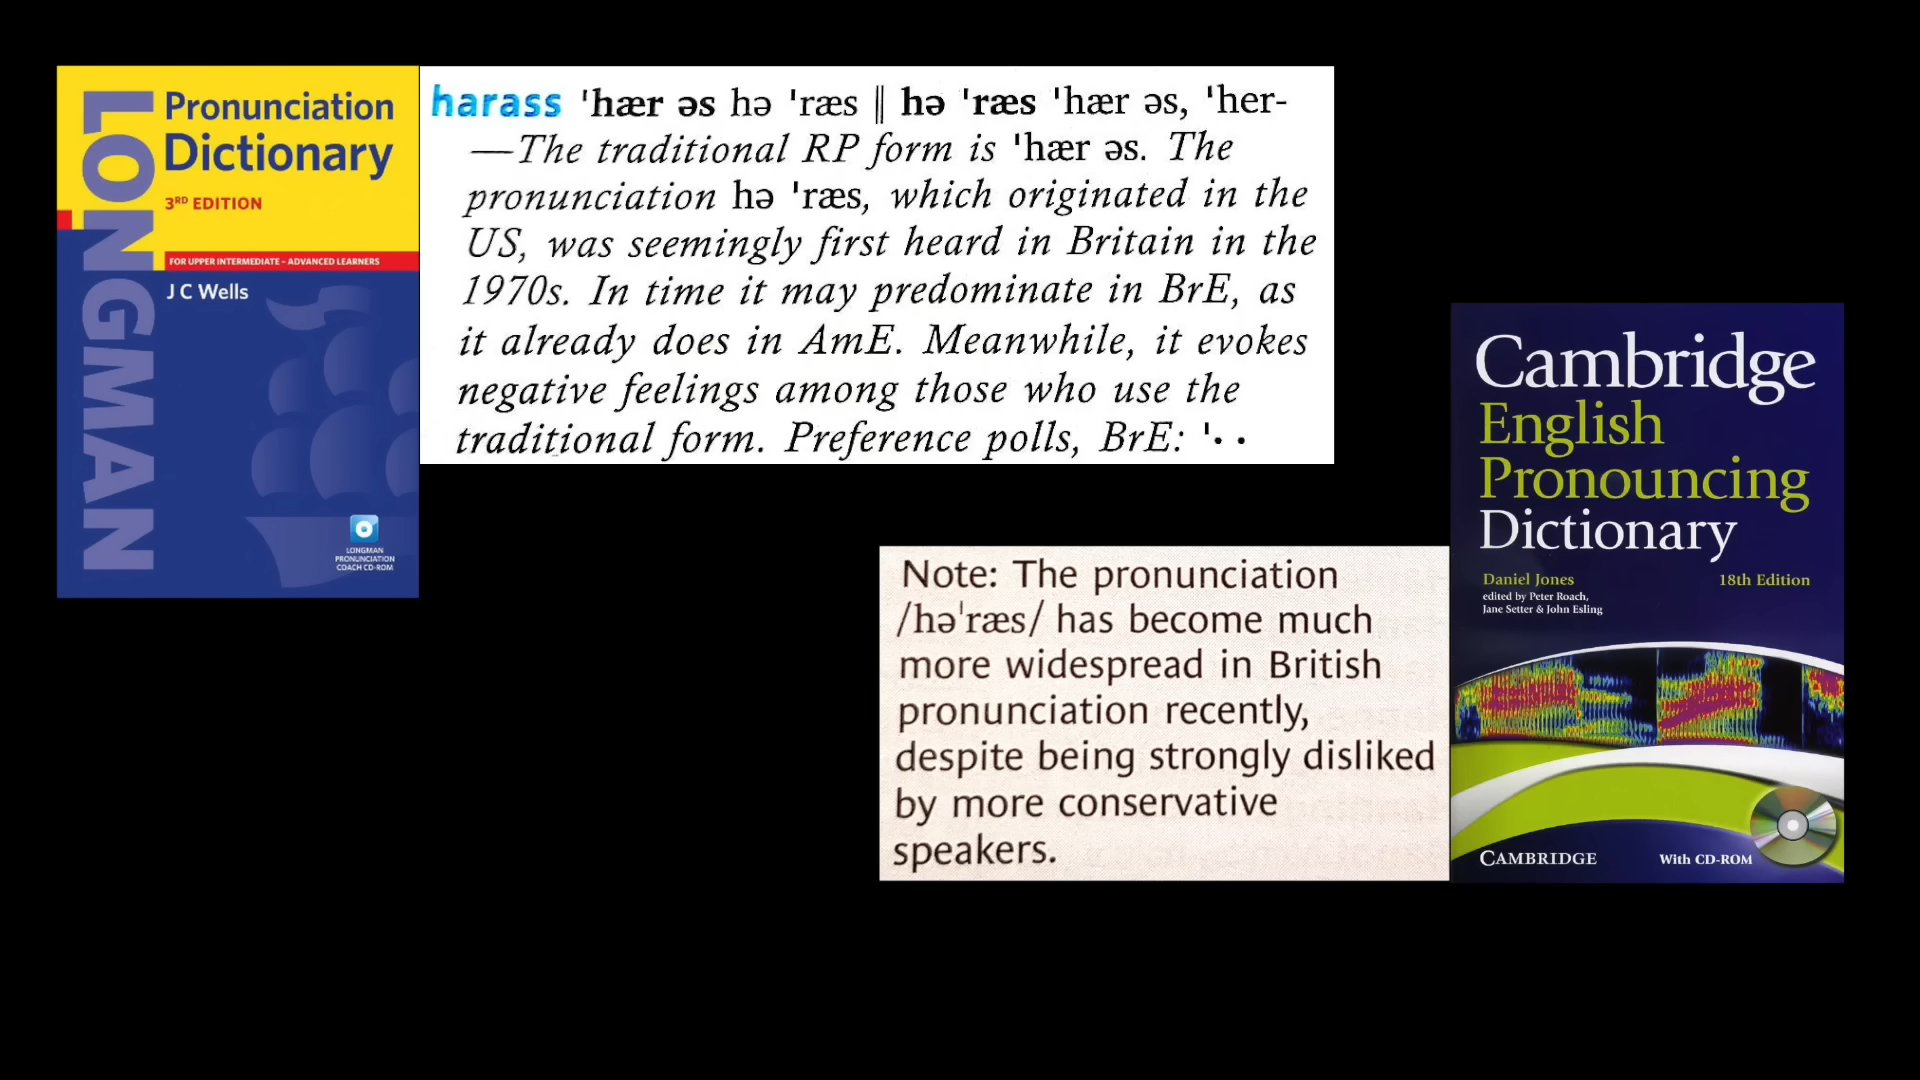 LONGMAN
Pronunciation
Dictionary
3RD EDITION
FOR UPPER INTERMEDIATE – ADVANCED LEARNERS
J C Wells
LONGMAN
PRONUNCIATION
COACH CD-ROM
harass ˈhær əs hə ˈræs || hə ˈræs ˈhær əs, ˈher-
—The traditional RP form is ˈhær əs. The
pronunciation hə ˈræs, which originated in the
US, was seemingly first heard in Britain in the
1970s. In time it may predominate in BrE, as
it already does in AmE. Meanwhile, it evokes
negative feelings among those who use the
traditional form. Preference polls, BrE: ˈ• •
Note: The pronunciation
/həˈræs/ has become much
more widespread in British
pronunciation recently,
despite being strongly disliked
by more conservative
speakers.
Cambridge
English
Pronouncing
Dictionary
Daniel Jones 18th Edition
edited by Peter Roach,
Jane Setter & John Esling
CAMBRIDGE With CD-ROM